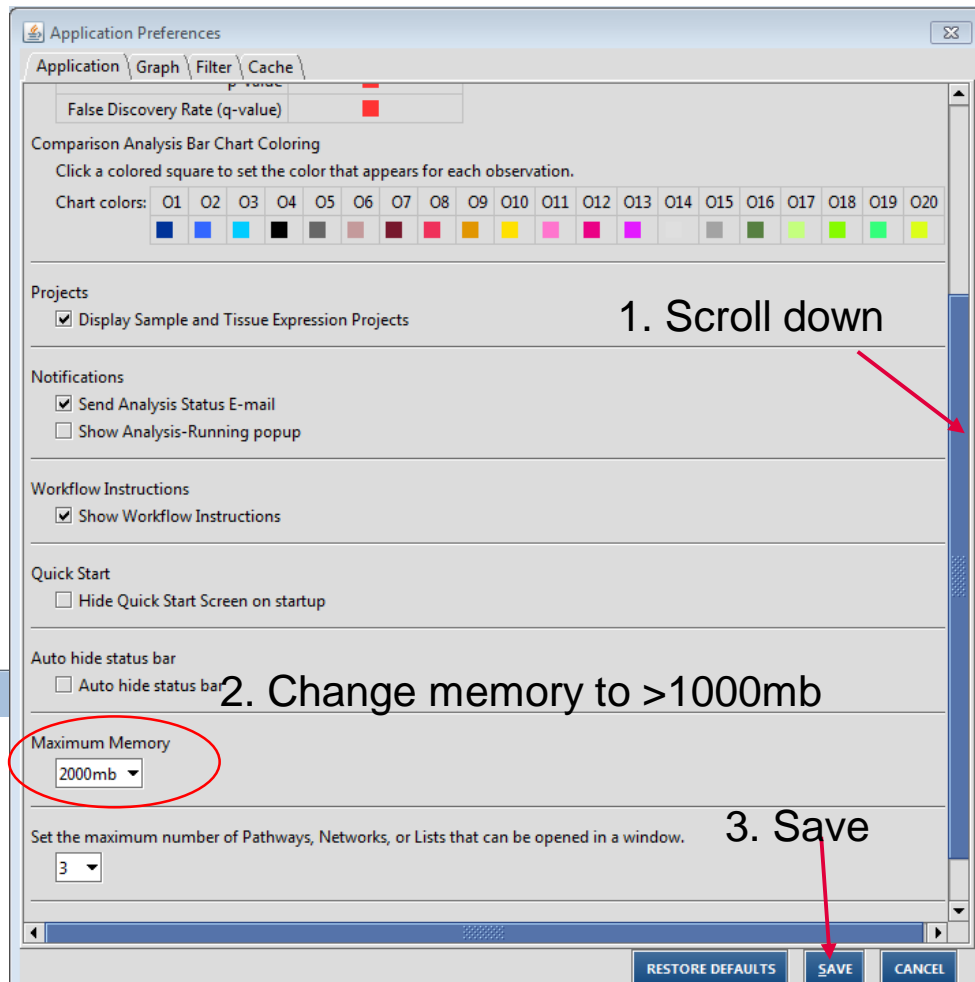 Application Preferences
Application Graph Filter Cache
p-value
False Discovery Rate (q-value)
Comparison Analysis Bar Chart Coloring
Click a colored square to set the color that appears for each observation.
Chart colors: O1 O2 O3 O4 O5 O6 O7 O8 O9 O10 O11 O12 O13 O14 O15 O16 O17 O18 O19 O20
Projects
Display Sample and Tissue Expression Projects
1. Scroll down
Notifications
Send Analysis Status E-mail
Show Analysis-Running popup
Workflow Instructions
Show Workflow Instructions
Quick Start
Hide Quick Start Screen on startup
Auto hide status bar
Auto hide status bar
2. Change memory to >1000mb
Maximum Memory
2000mb
Set the maximum number of Pathways, Networks, or Lists that can be opened in a window.
3. Save
3
RESTORE DEFAULTS SAVE CANCEL